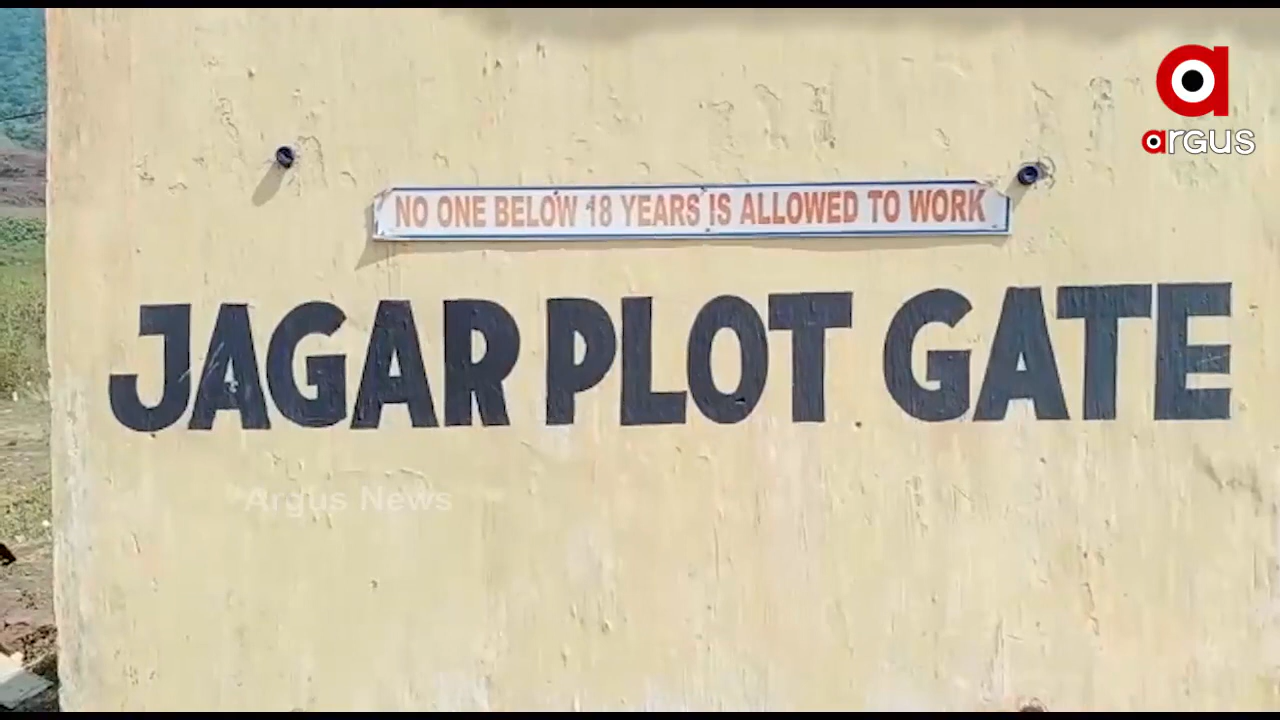 a
argus
NO ONE BELOW 18 YEARS IS ALLOWED TO WORK
JAGAR PLOT GATE
Argus News